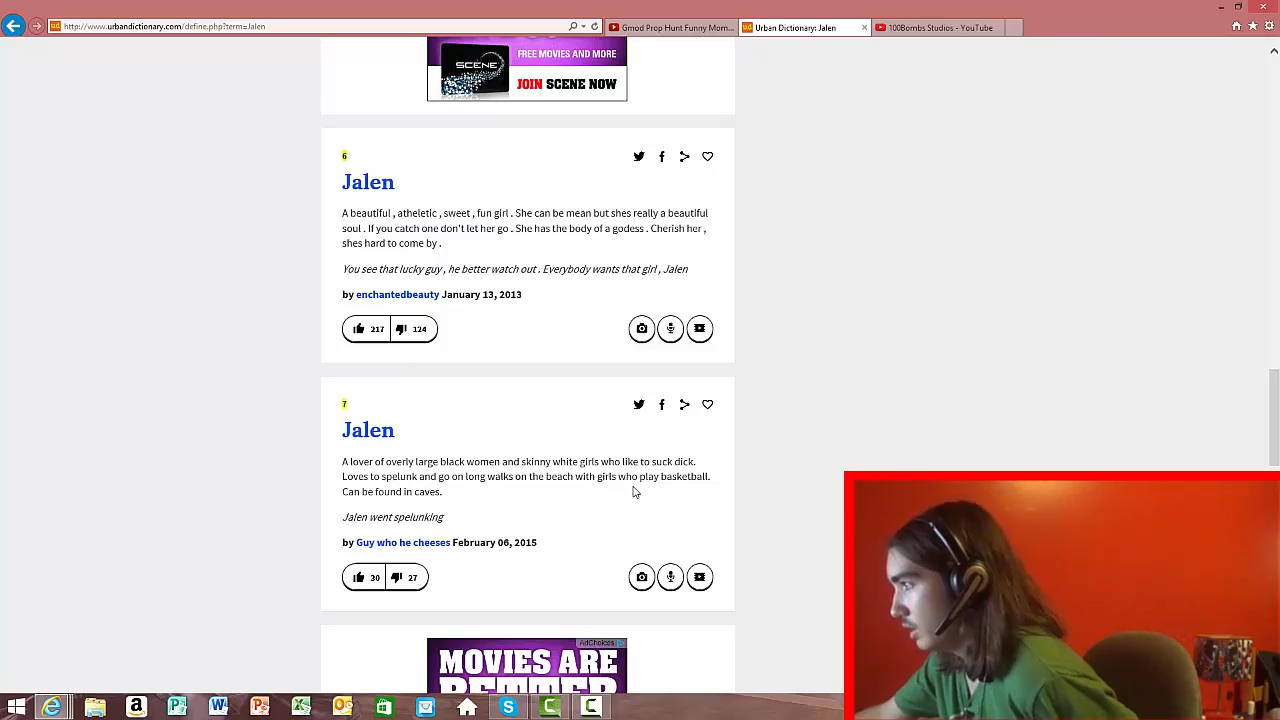 http://www.urbandictionary.com/define.php?term=Jalen
Gmod Prop Hunt Funny Mom...
Urban Dictionary: Jalen
100Bombs Studios - YouTube
SCENE
FREE MOVIES AND MORE
JOIN SCENE NOW
6
Jalen
A beautiful , atheletic , sweet , fun girl . She can be mean but shes really a beautiful
soul . If you catch one don't let her go . She has the body of a godess . Cherish her ,
shes hard to come by .
You see that lucky guy , he better watch out . Everybody wants that girl , Jalen
by enchantedbeauty January 13, 2013
217 124
7
Jalen
A lover of overly large black women and skinny white girls who like to suck dick.
Loves to spelunk and go on long walks on the beach with girls who play basketball.
Can be found in caves.
Jalen went spelunking
by Guy who he cheeses February 06, 2015
30 27
AdChoices
MOVIES ARE
BETTER